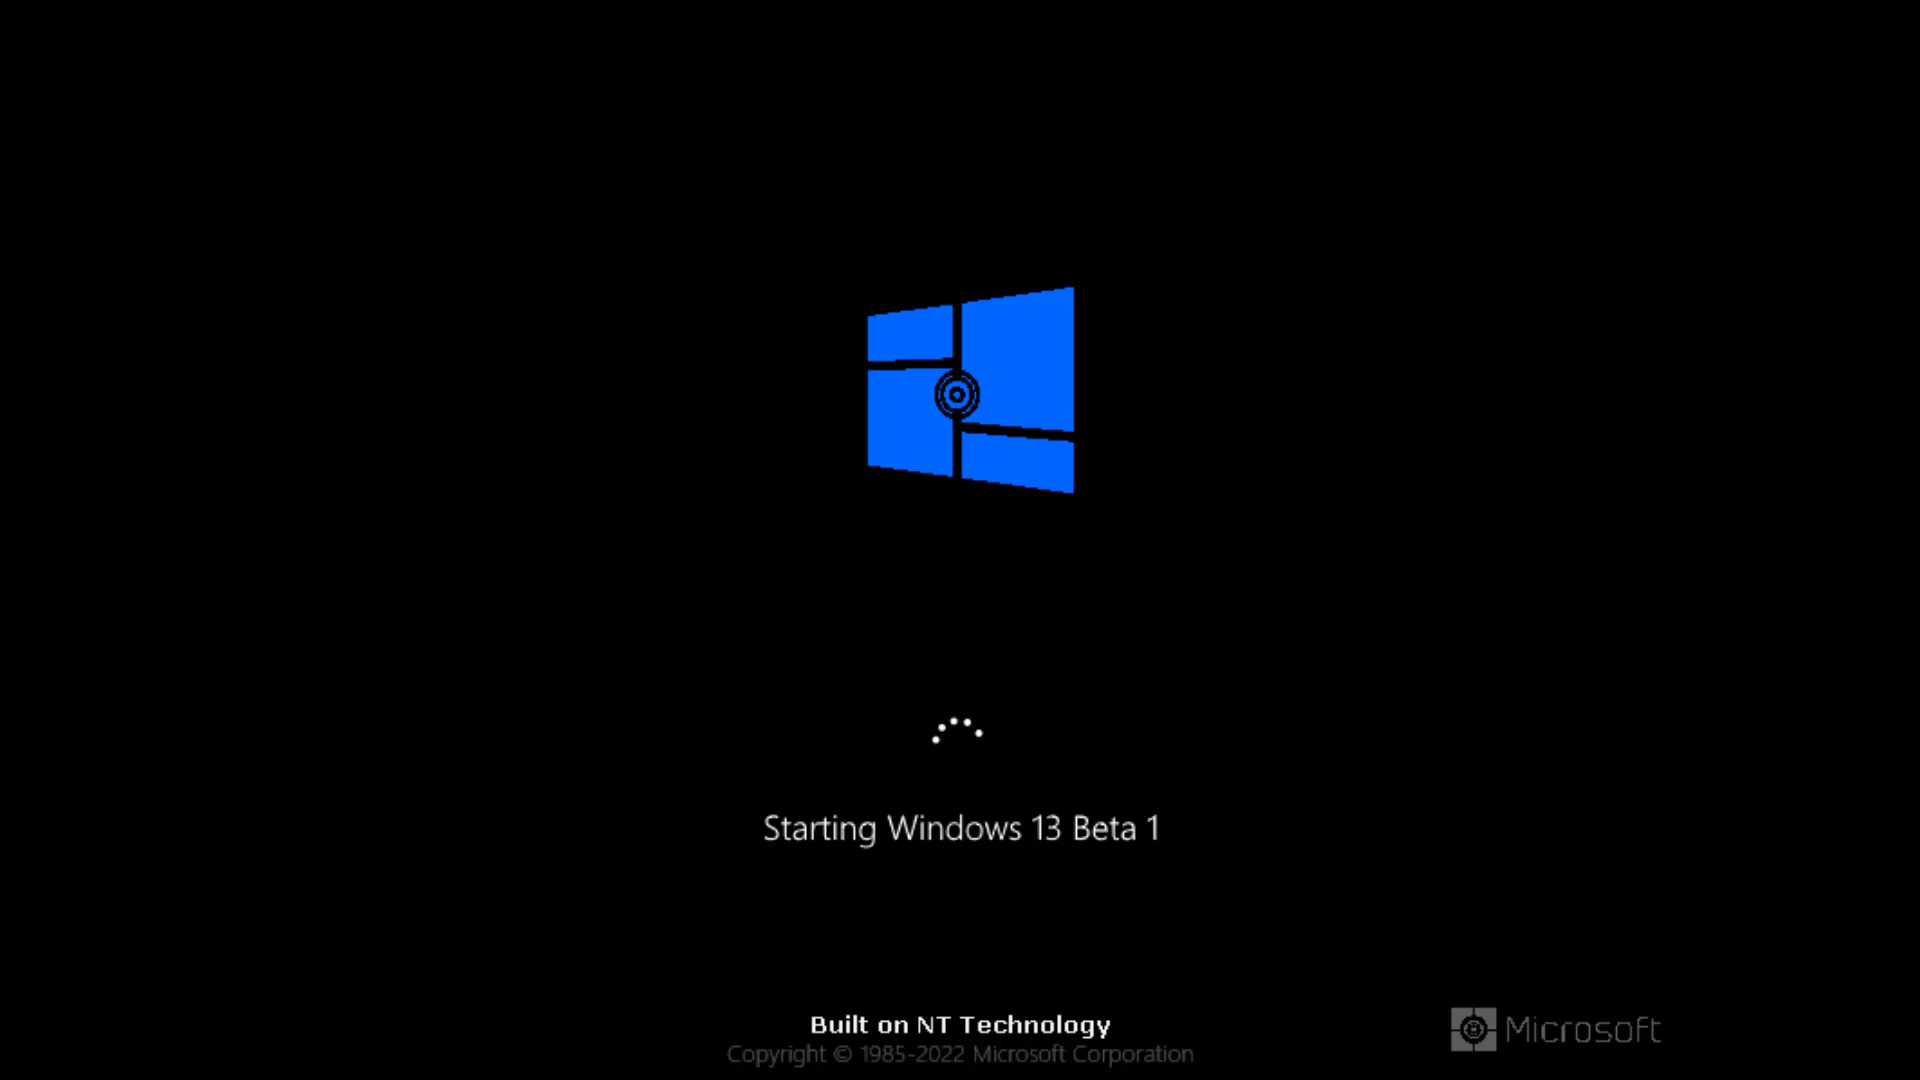 Starting Windows 13 Beta 1
Built on NT Technology
Copyright © 1985-2022 Microsoft Corporation
Microsoft